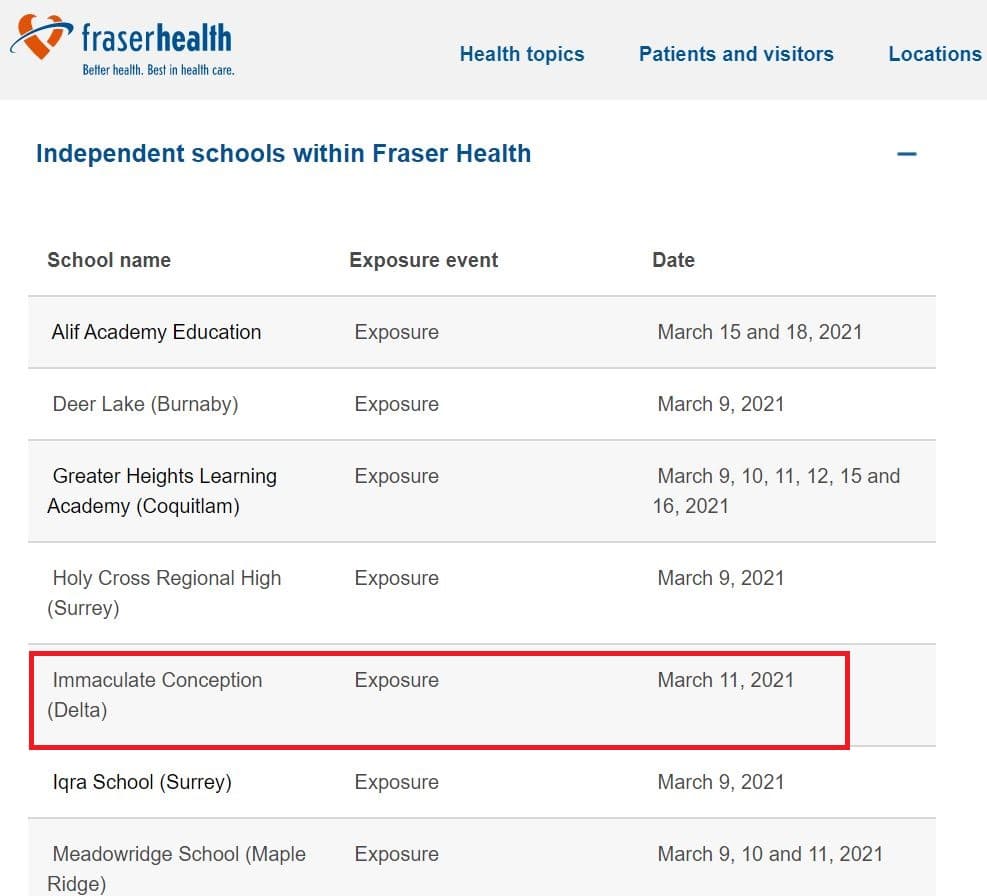 fraserhealth
Better health. Best in health care.
Health topics Patients and visitors Locations
Independent schools within Fraser Health
School name Exposure event Date
Alif Academy Education Exposure March 15 and 18, 2021
Deer Lake (Burnaby) Exposure March 9, 2021
Greater Heights Learning Exposure March 9, 10, 11, 12, 15 and
Academy (Coquitlam) 16, 2021
Holy Cross Regional High Exposure March 9, 2021
(Surrey)
Immaculate Conception Exposure March 11, 2021
(Delta)
Iqra School (Surrey) Exposure March 9, 2021
Meadowridge School (Maple Exposure March 9, 10 and 11, 2021
Ridge)